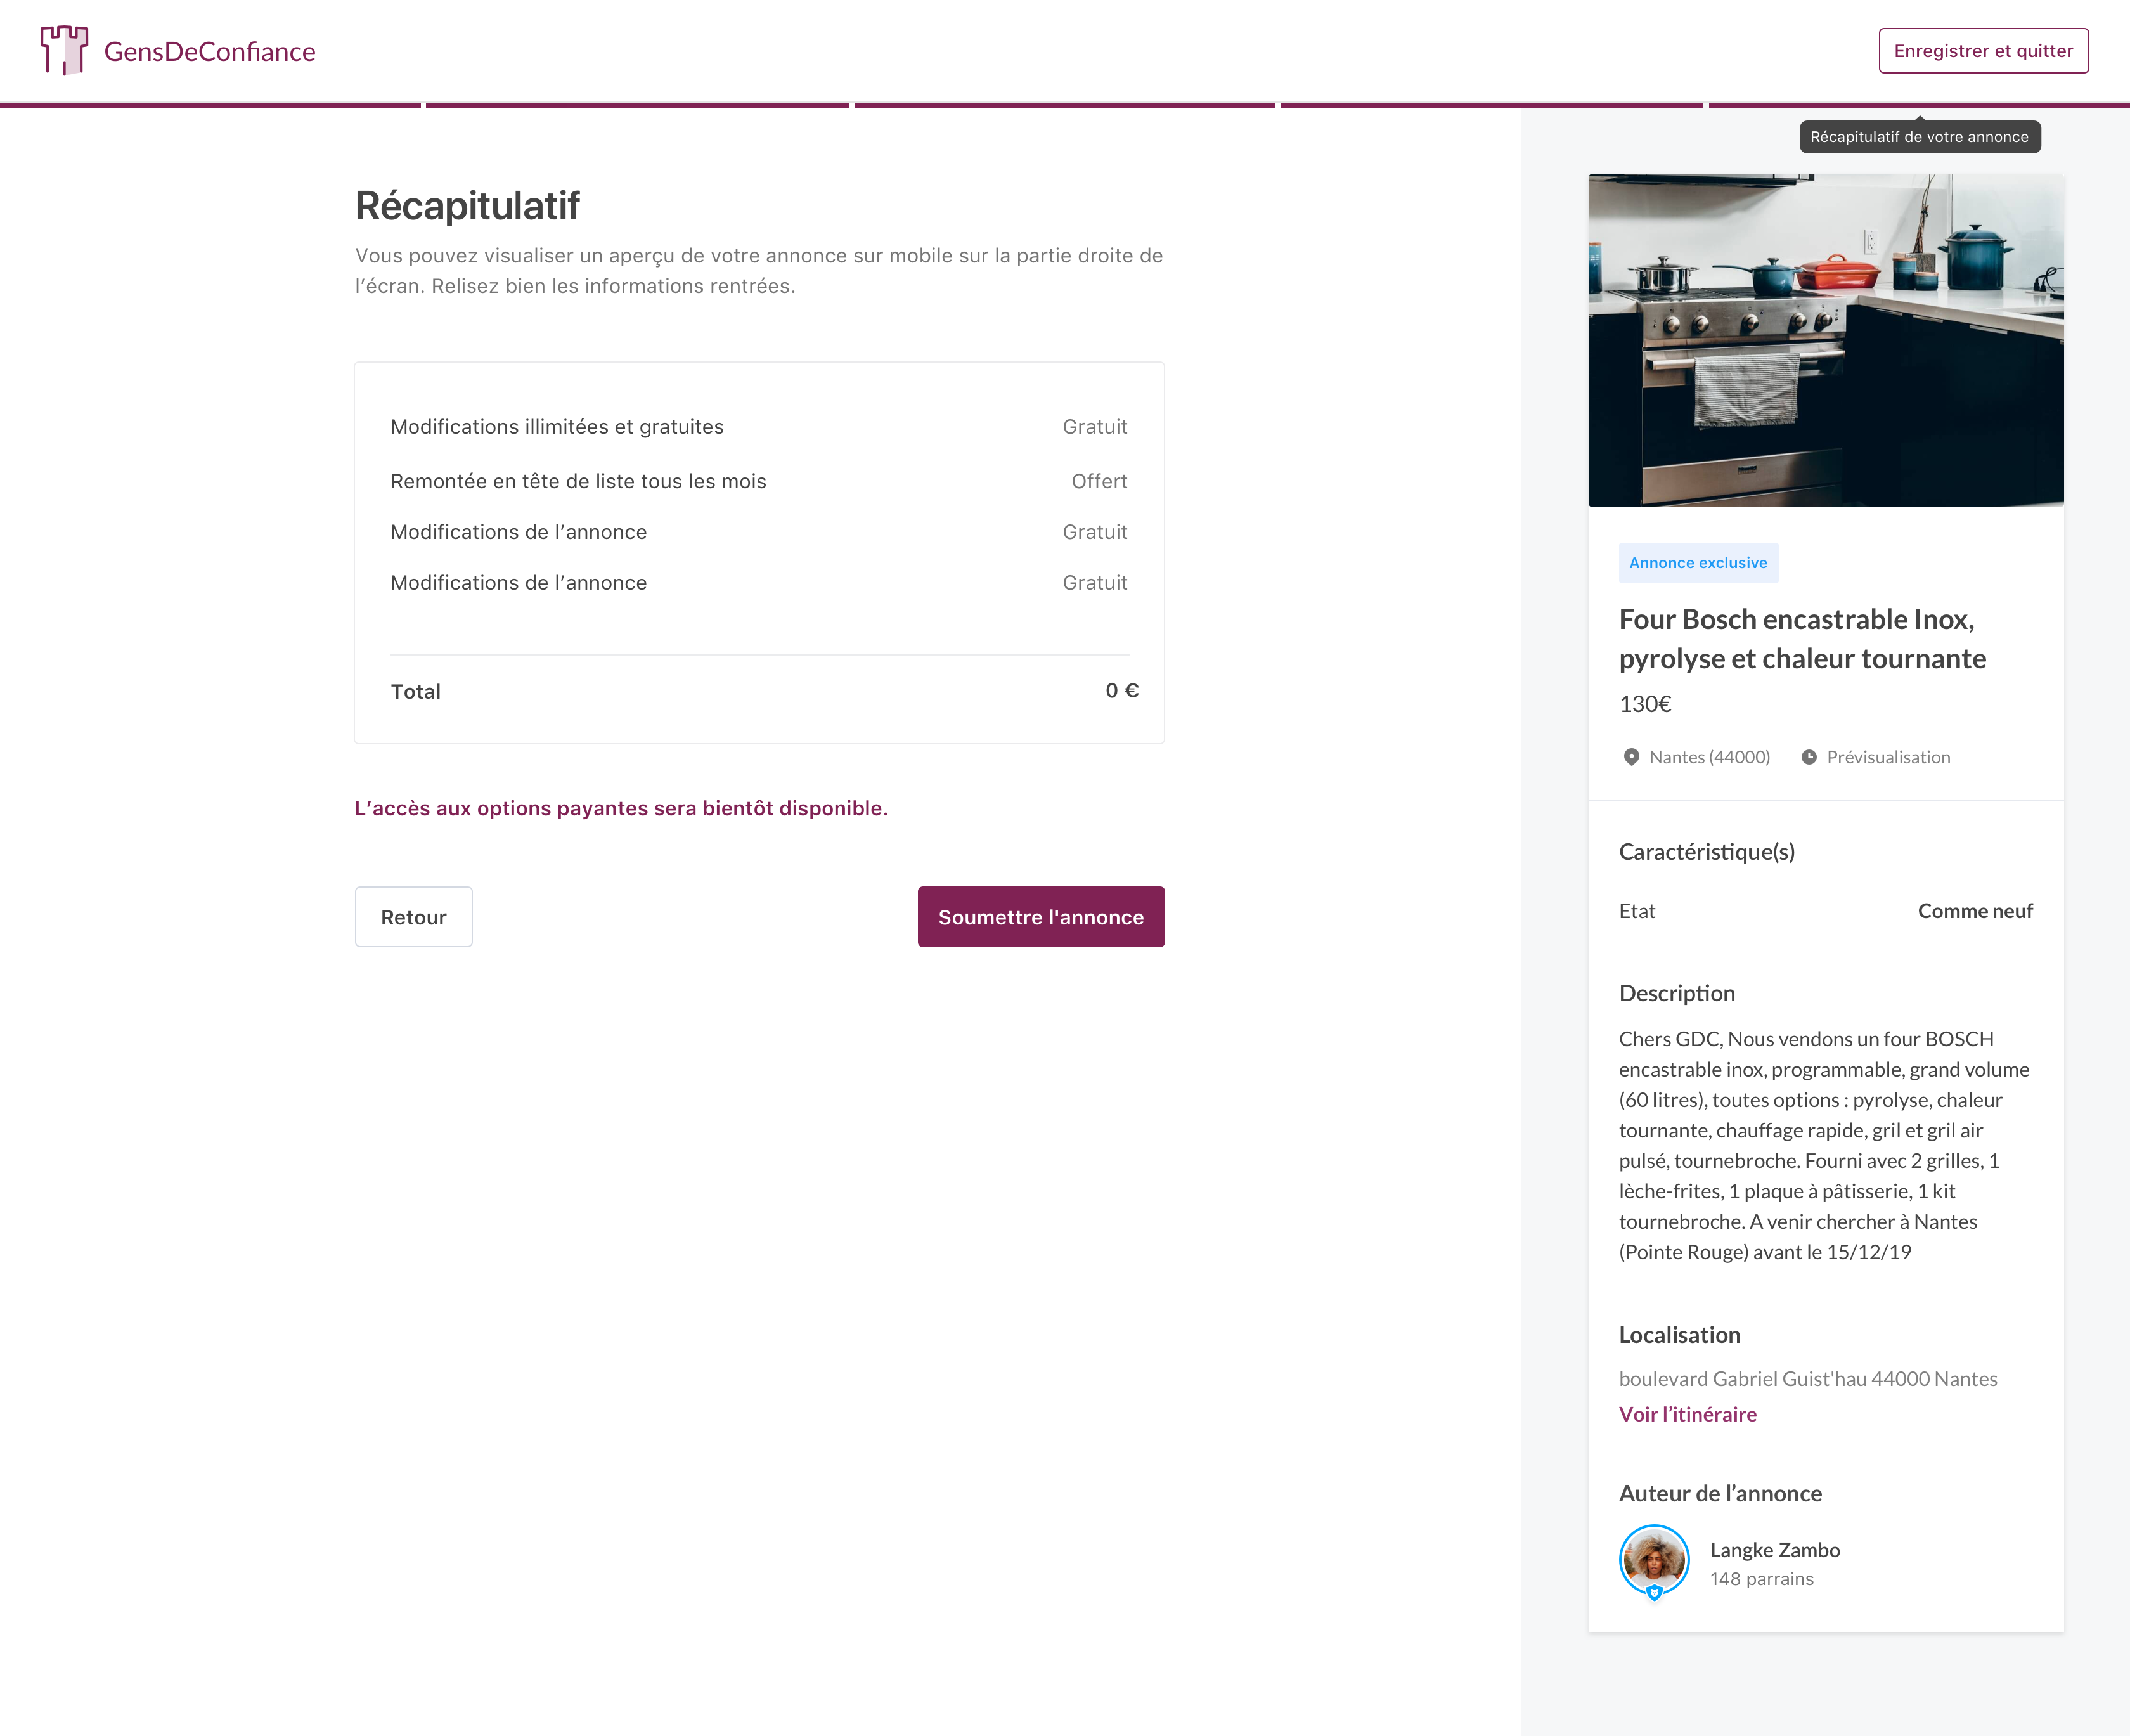 GensDeConfiance
Enregistrer et quitter
Récapitulatif de votre annonce
Récapitulatif
Vous pouvez visualiser un aperçu de votre annonce sur mobile sur la partie droite de
l’écran. Relisez bien les informations rentrées.
Modifications illimitées et gratuites Gratuit
Remontée en tête de liste tous les mois Offert
Modifications de l’annonce Gratuit
Modifications de l’annonce Gratuit
Total 0 €
L’accès aux options payantes sera bientôt disponible.
Retour
Soumettre l'annonce
Annonce exclusive
Four Bosch encastrable Inox,
pyrolyse et chaleur tournante
130€
Nantes (44000) Prévisualisation
Caractéristique(s)
Etat Comme neuf
Description
Chers GDC, Nous vendons un four BOSCH
encastrable inox, programmable, grand volume
(60 litres), toutes options : pyrolyse, chaleur
tournante, chauffage rapide, gril et gril air
pulsé, tournebroche. Fourni avec 2 grilles, 1
lèche-frites, 1 plaque à pâtisserie, 1 kit
tournebroche. A venir chercher à Nantes
(Pointe Rouge) avant le 15/12/19
Localisation
boulevard Gabriel Guist'hau 44000 Nantes
Voir l’itinéraire
Auteur de l’annonce
Langke Zambo
148 parrains